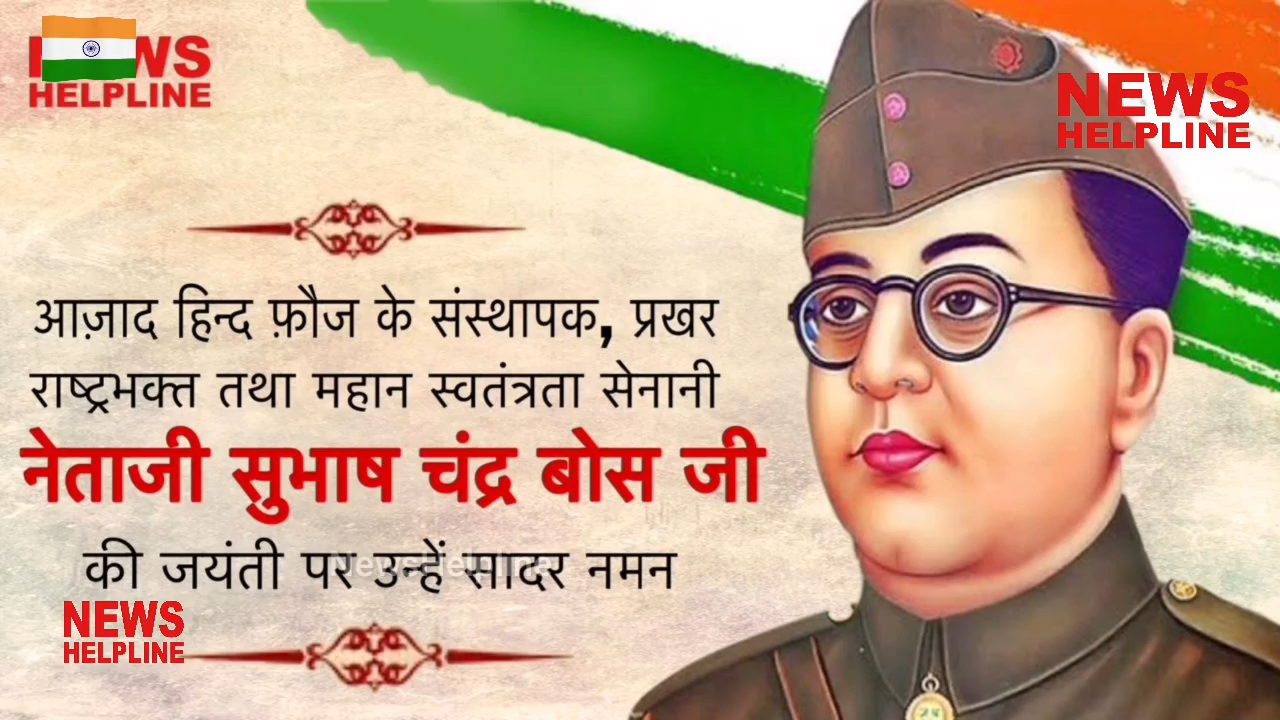 NEWS
HELPLINE
NEWS
HELPLINE
आज़ाद हिन्द फ़ौज के संस्थापक, प्रखर
राष्ट्रभक्त तथा महान स्वतंत्रता सेनानी
नेताजी सुभाष चंद्र बोस जी
की जयंती पर उन्हें सादर नमन
NewsHelpline
NEWS
HELPLINE